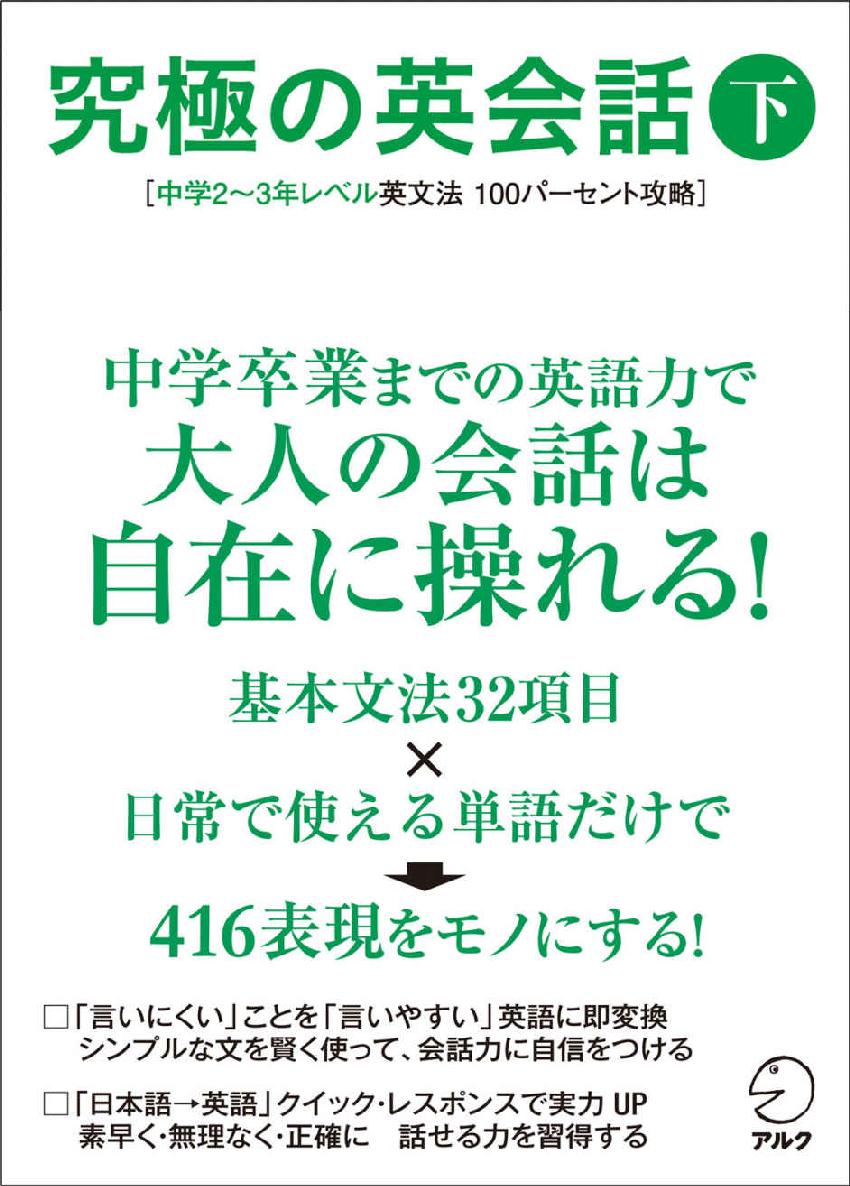 究極の英会話 下
[中学2〜3年レベル英文法 100パーセント攻略]
中学卒業までの英語力で
大人の会話は
自在に操れる!
基本文法32項目
×
日常で使える単語だけで
416表現をモノにする!
□「言いにくい」ことを「言いやすい」英語に即変換
シンプルな文を賢く使って、会話力に自信をつける
□「日本語→英語」クイック・レスポンスで実力 UP
素早く・無理なく・正確に 話せる力を習得する
アルク